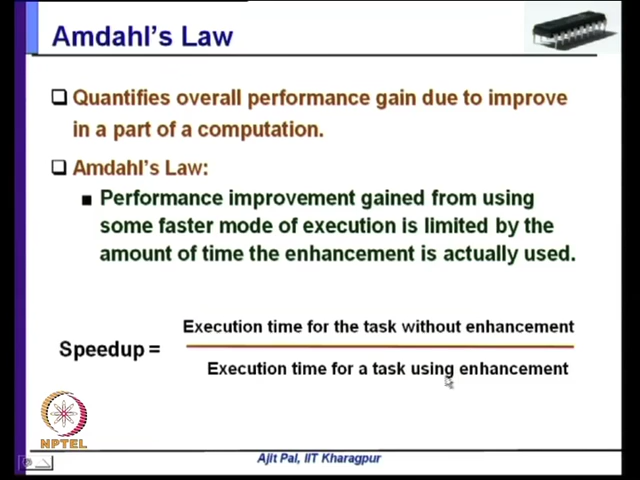 Amdahl's Law
Quantifies overall performance gain due to improve
in a part of a computation.
Amdahl's Law:
Performance improvement gained from using
some faster mode of execution is limited by the
amount of time the enhancement is actually used.
Execution time for the task without enhancement
Speedup =
Execution time for a task using enhancement
NPTEL
Ajit Pal, IIT Kharagpur